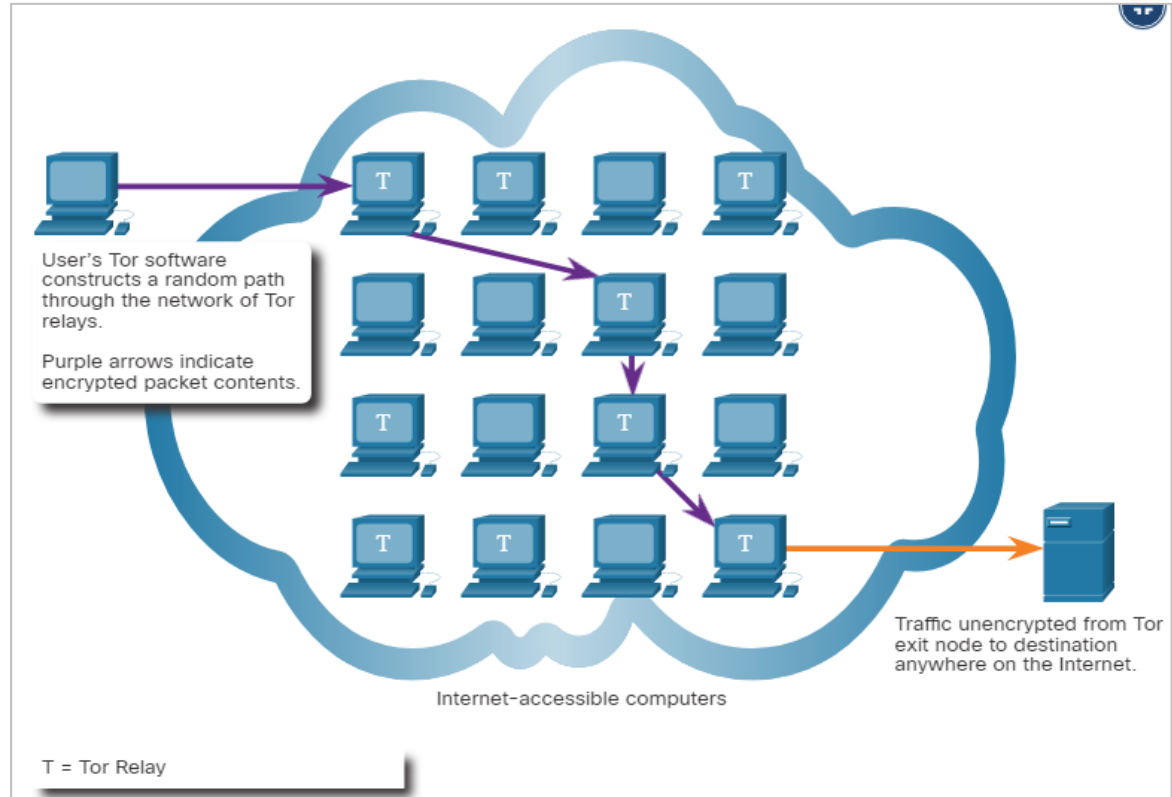 T
T
T
User's Tor software
constructs a random path
through the network of Tor
relays.
Purple arrows indicate
encrypted packet contents.
T
T
T
T
T
T
Traffic unencrypted from Tor
exit node to destination
anywhere on the Internet.
Internet-accessible computers
T = Tor Relay